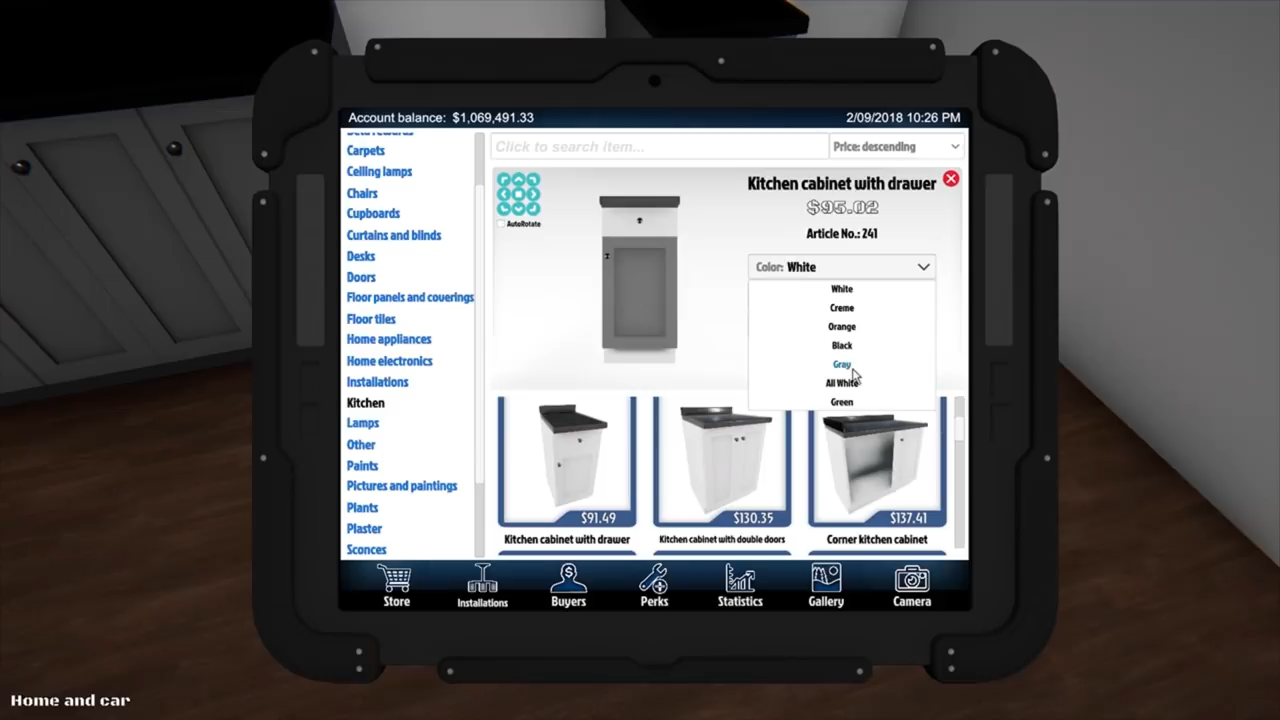 Account balance: $1,069,491.33
2/09/2018 10:26 PM
Beta rewards
Carpets
Ceiling lamps
Chairs
Cupboards
Curtains and blinds
Desks
Doors
Floor panels and coverings
Floor tiles
Home appliances
Home electronics
Installations
Kitchen
Lamps
Other
Paints
Pictures and paintings
Plants
Plaster
Sconces
Click to search item...
Price: descending
AutoRotate
Kitchen cabinet with drawer
$95.02
Article No.: 241
Color: White
White
Creme
Orange
Black
Gray
All White
Green
$91.49
Kitchen cabinet with drawer
$130.35
Kitchen cabinet with double doors
$137.41
Corner kitchen cabinet
Store
Installations
Buyers
Perks
Statistics
Gallery
Camera
Home and car